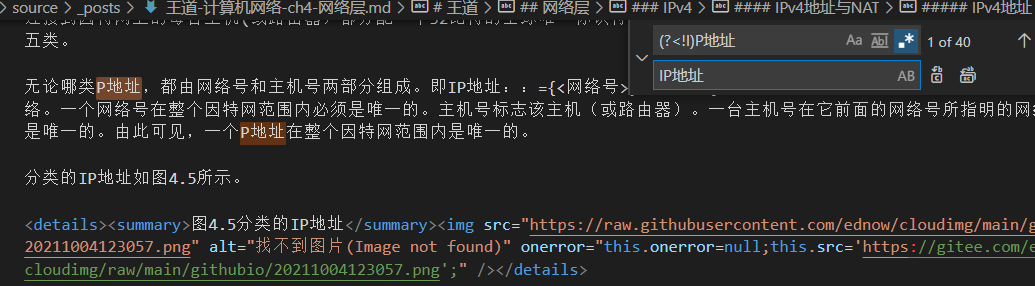 source > _posts > 王道-计算机网络-ch4-网络层.md > # 王道 > ## 网络层 > ### IPv4 > #### IPv4地址与NAT > ##### IPv4地址
五类。
(?<!I)P地址
Aa
Ab
.*
1 of 40
IP地址
AB
无论哪类P地址，都由网络号和主机号两部分组成。即IP地址：：={<网络号>
络。一个网络号在整个因特网范围内必须是唯一的。主机号标志该主机（或路由器）。一台主机号在它前面的网络号所指明的网
是唯一的。由此可见，一个P地址在整个因特网范围内是唯一的。
分类的IP地址如图4.5所示。
<details><summary>图4.5分类的IP地址</summary><img src="https://raw.githubusercontent.com/ednow/cloudimg/main/g
20211004123057.png" alt="找不到图片(Image not found)" onerror="this.onerror=null;this.src='https://gitee.com/e
cloudimg/raw/main/githubio/20211004123057.png';" /></details>